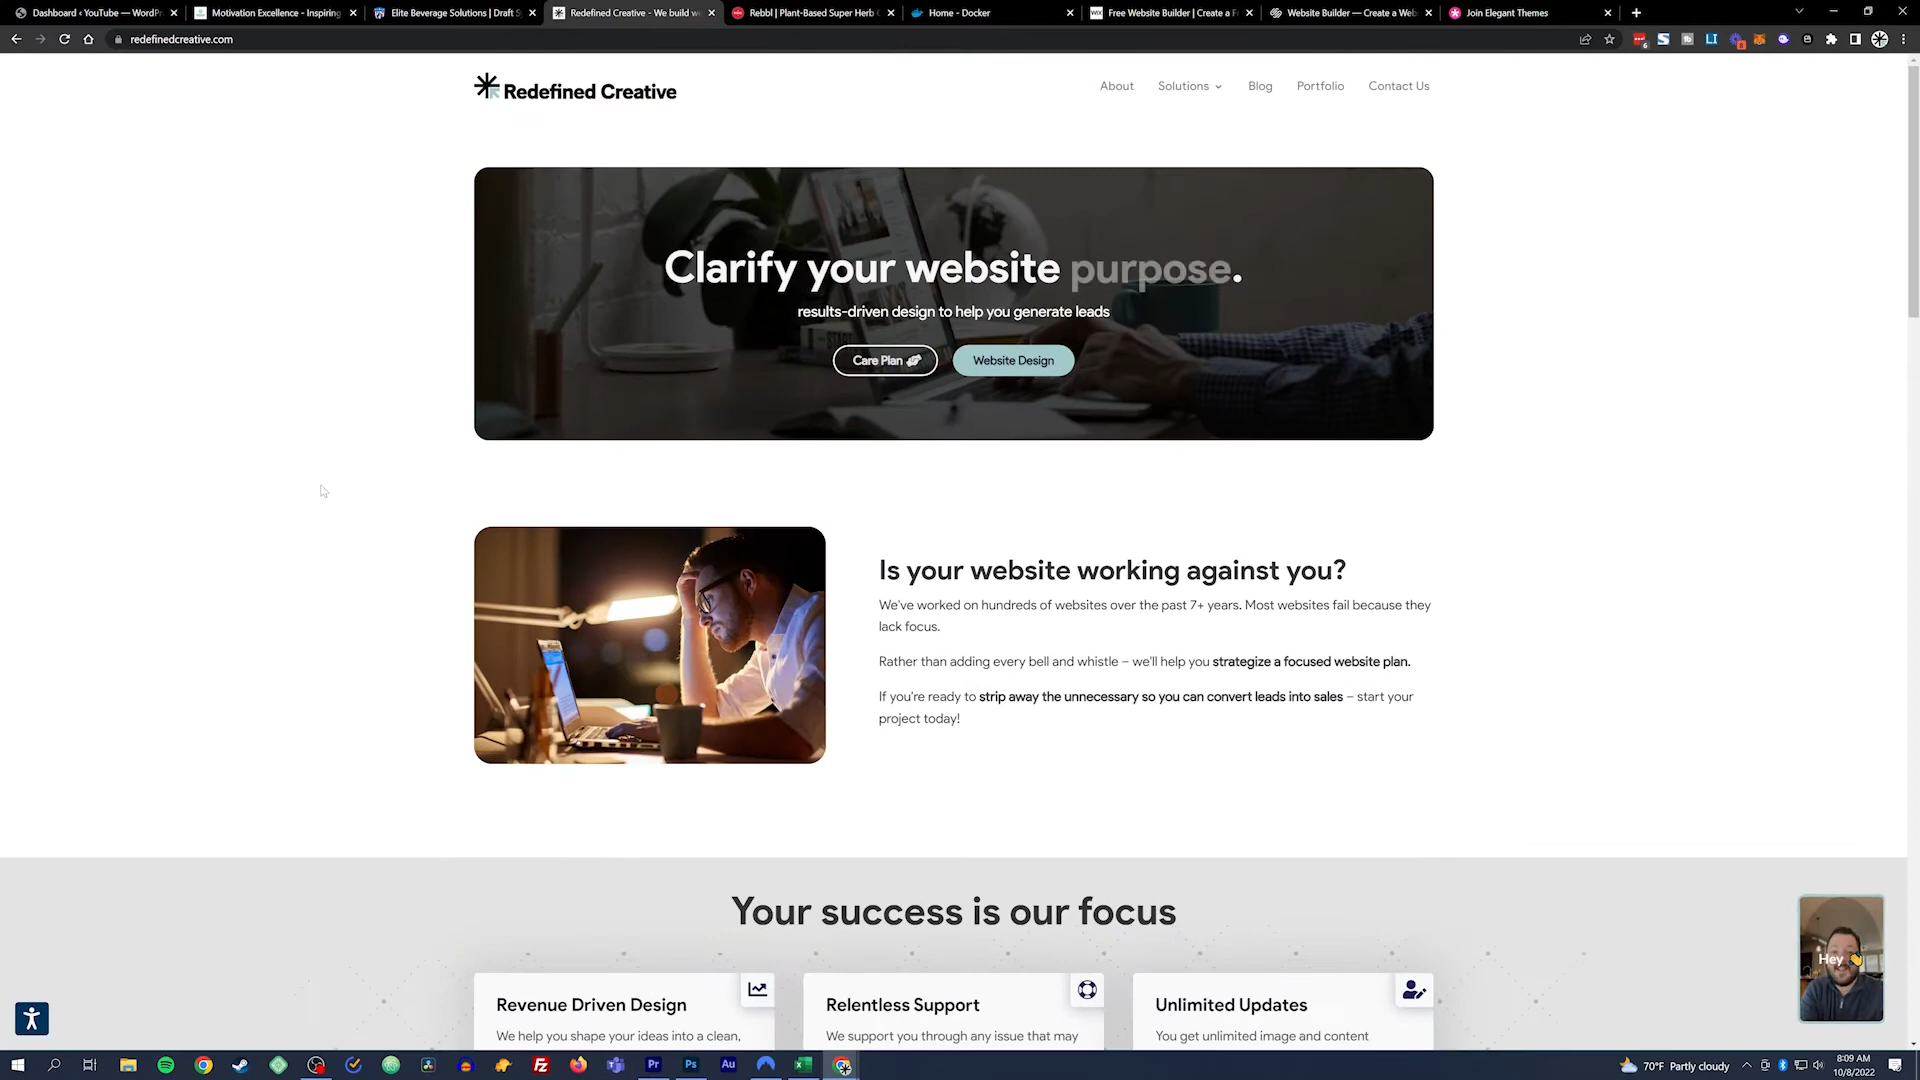 Dashboard ‹ YouTube — WordPr
Motivation Excellence - Inspiring
Elite Beverage Solutions | Draft S
Redefined Creative - We build we
Rebbl | Plant-Based Super Herb
Home - Docker
WIX
Free Website Builder | Create a F
Website Builder — Create a Web
Join Elegant Themes
redefinedcreative.com
Redefined Creative
About
Solutions
Blog
Portfolio
Contact Us
Clarify your website purpose.
results-driven design to help you generate leads
Care Plan
Website Design
Is your website working against you?
We've worked on hundreds of websites over the past 7+ years. Most websites fail because they
lack focus.
Rather than adding every bell and whistle – we'll help you strategize a focused website plan.
If you're ready to strip away the unnecessary so you can convert leads into sales – start your
project today!
Your success is our focus
Revenue Driven Design
We help you shape your ideas into a clean,
Relentless Support
We support you through any issue that may
Unlimited Updates
You get unlimited image and content
Hey 👋
Pr
Ps
Au
70°F Partly cloudy
8:09 AM
10/8/2022